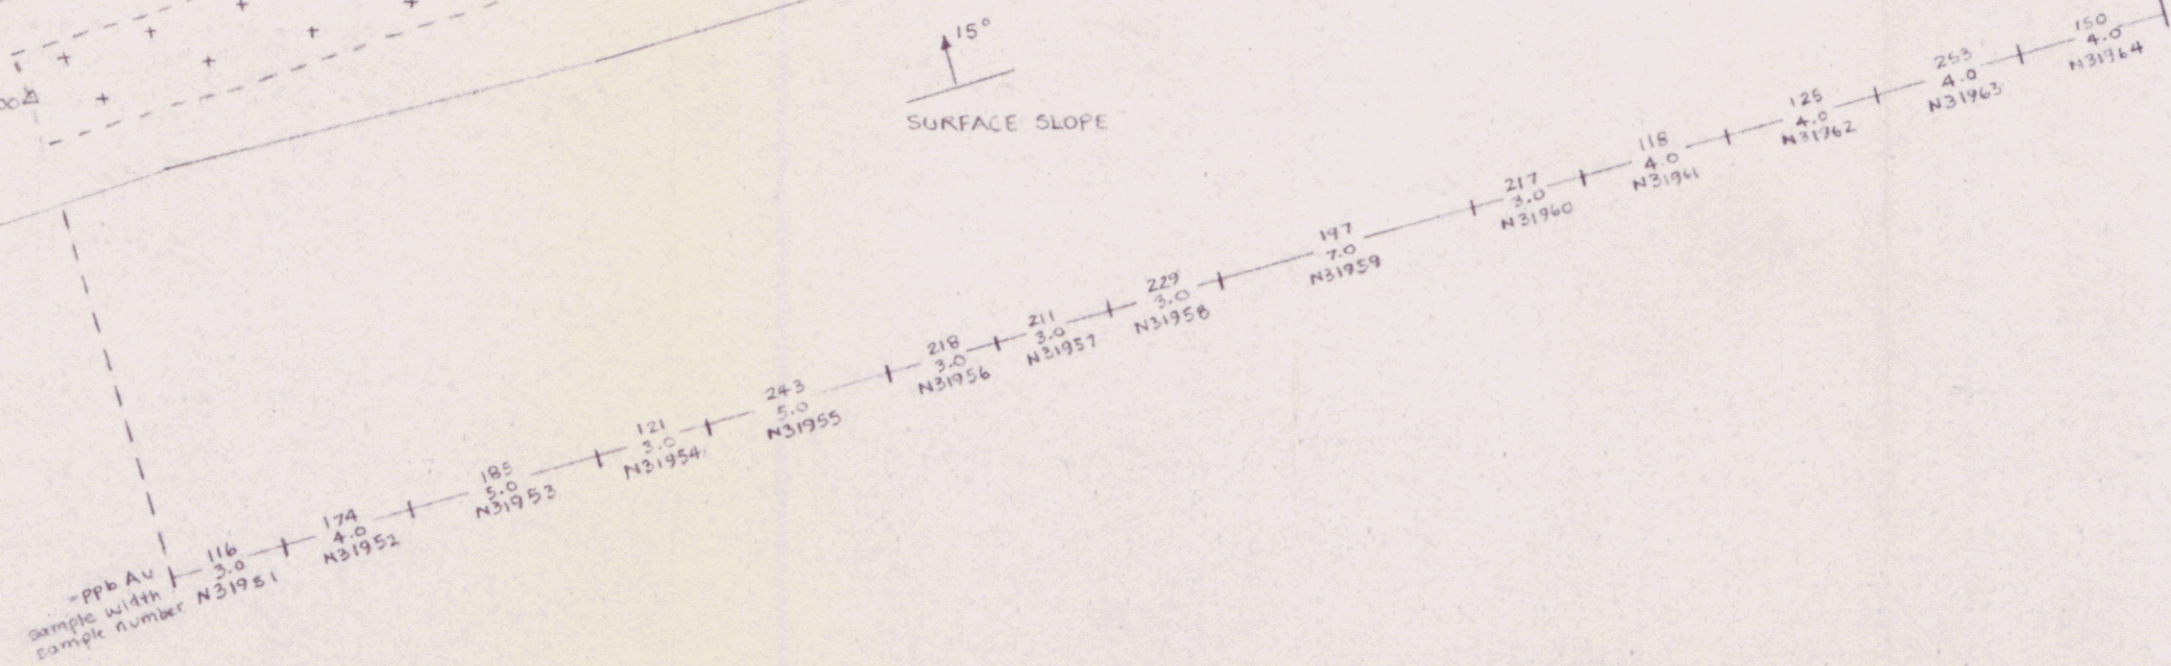 15°
SURFACE SLOPE
ppb Au
sample width
sample number
116
3.0
N31951
174
4.0
N31952
185
5.0
N31953
121
3.0
N31954
243
5.0
N31955
218
3.0
N31956
211
3.0
N31957
229
3.0
N31958
197
7.0
N31959
217
3.0
N31960
118
4.0
N31961
125
4.0
N31962
253
4.0
N31963
150
4.0
N31964